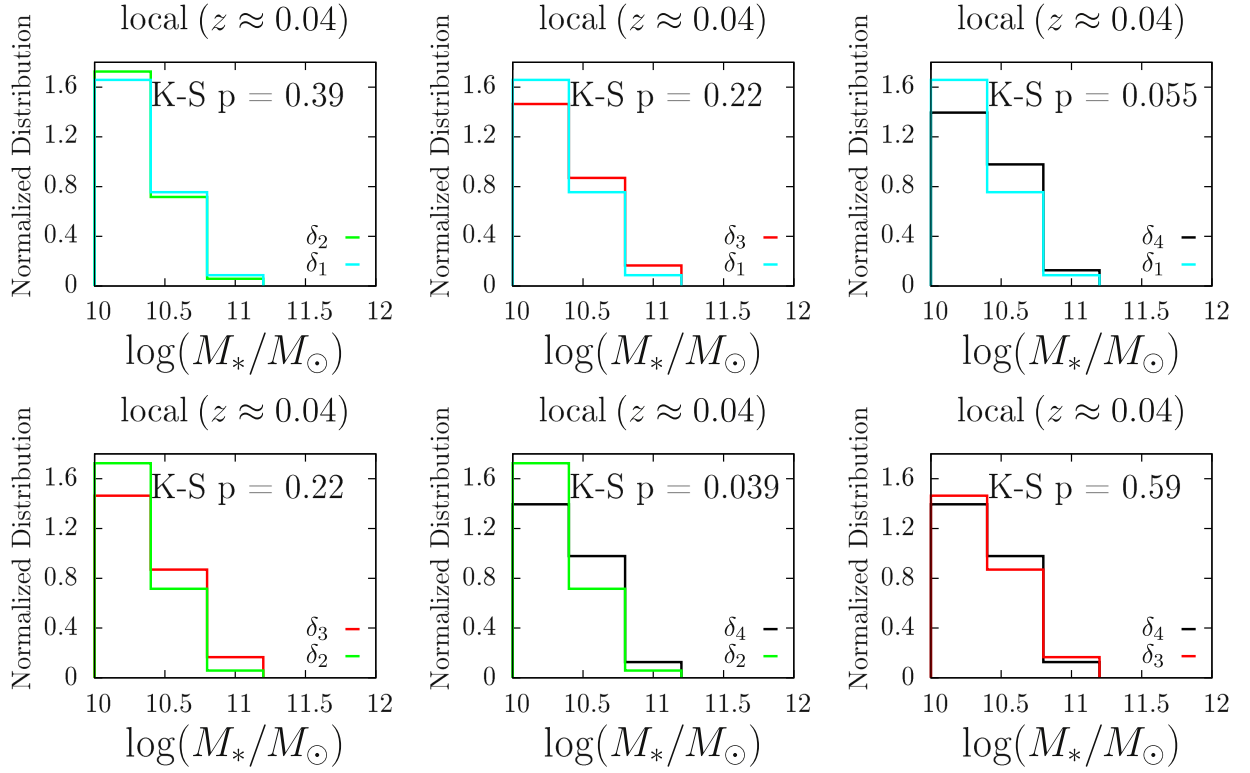 local (z ≈ 0.04)
Normalized Distribution
1.6
1.2
0.8
0.4
0
K-S p = 0.39
δ2
δ1
10 10.5 11 11.5 12
log(M∗/M⊙)
local (z ≈ 0.04)
Normalized Distribution
1.6
1.2
0.8
0.4
0
K-S p = 0.22
δ3
δ1
10 10.5 11 11.5 12
log(M∗/M⊙)
local (z ≈ 0.04)
Normalized Distribution
1.6
1.2
0.8
0.4
0
K-S p = 0.055
δ4
δ1
10 10.5 11 11.5 12
log(M∗/M⊙)
local (z ≈ 0.04)
Normalized Distribution
1.6
1.2
0.8
0.4
0
K-S p = 0.22
δ3
δ2
10 10.5 11 11.5 12
log(M∗/M⊙)
local (z ≈ 0.04)
Normalized Distribution
1.6
1.2
0.8
0.4
0
K-S p = 0.039
δ4
δ2
10 10.5 11 11.5 12
log(M∗/M⊙)
local (z ≈ 0.04)
Normalized Distribution
1.6
1.2
0.8
0.4
0
K-S p = 0.59
δ4
δ3
10 10.5 11 11.5 12
log(M∗/M⊙)